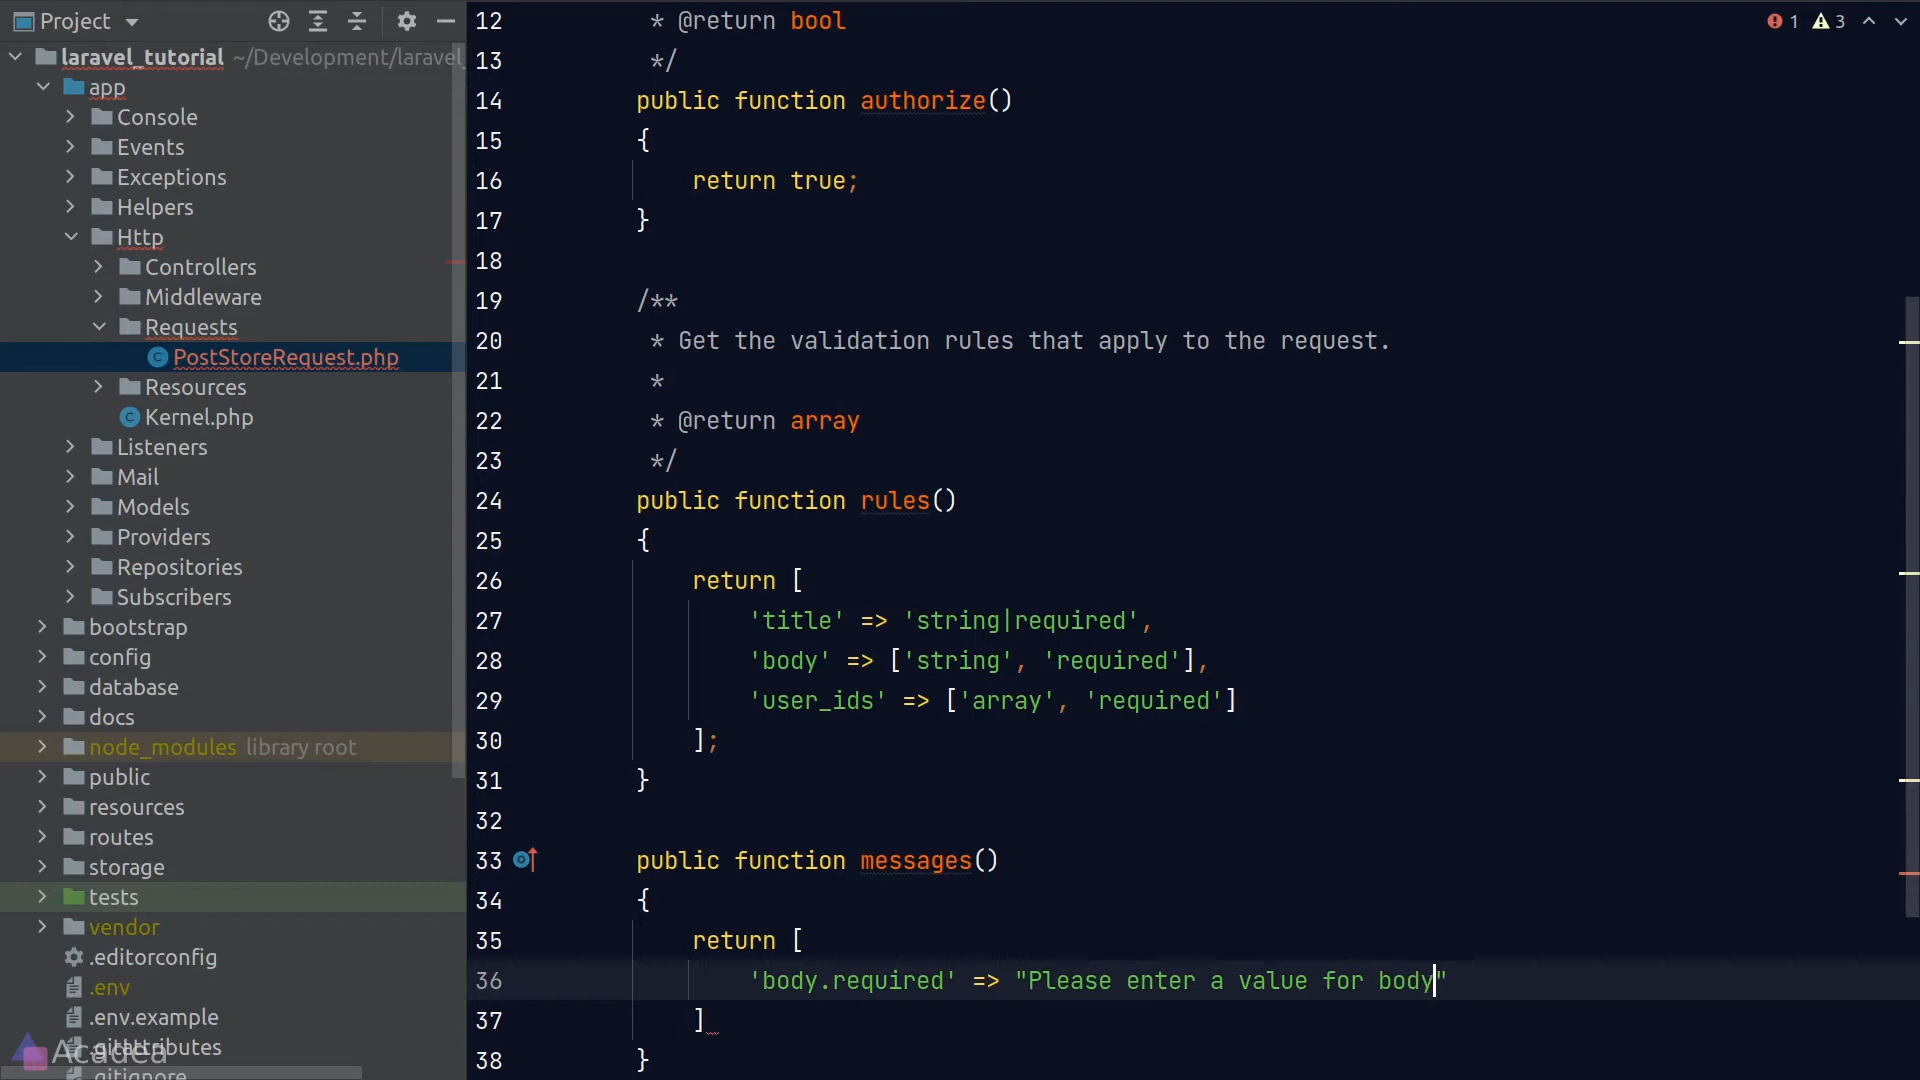 Project
laravel_tutorial ~/Development/laravel_
app
Console
Events
Exceptions
Helpers
Http
Controllers
Middleware
Requests
PostStoreRequest.php
Resources
Kernel.php
Listeners
Mail
Models
Providers
Repositories
Subscribers
bootstrap
config
database
docs
node_modules library root
public
resources
routes
storage
tests
vendor
.editorconfig
.env
.env.example
.gitattributes
.gitignore
Acadea
1 3
12 * @return bool
13 */
14 public function authorize()
15 {
16 return true;
17 }
18
19 /**
20 * Get the validation rules that apply to the request.
21 *
22 * @return array
23 */
24 public function rules()
25 {
26 return [
27 'title' => 'string|required',
28 'body' => ['string', 'required'],
29 'user_ids' => ['array', 'required']
30 ];
31 }
32
33 public function messages()
34 {
35 return [
36 'body.required' => "Please enter a value for body"
37 ]
38 }